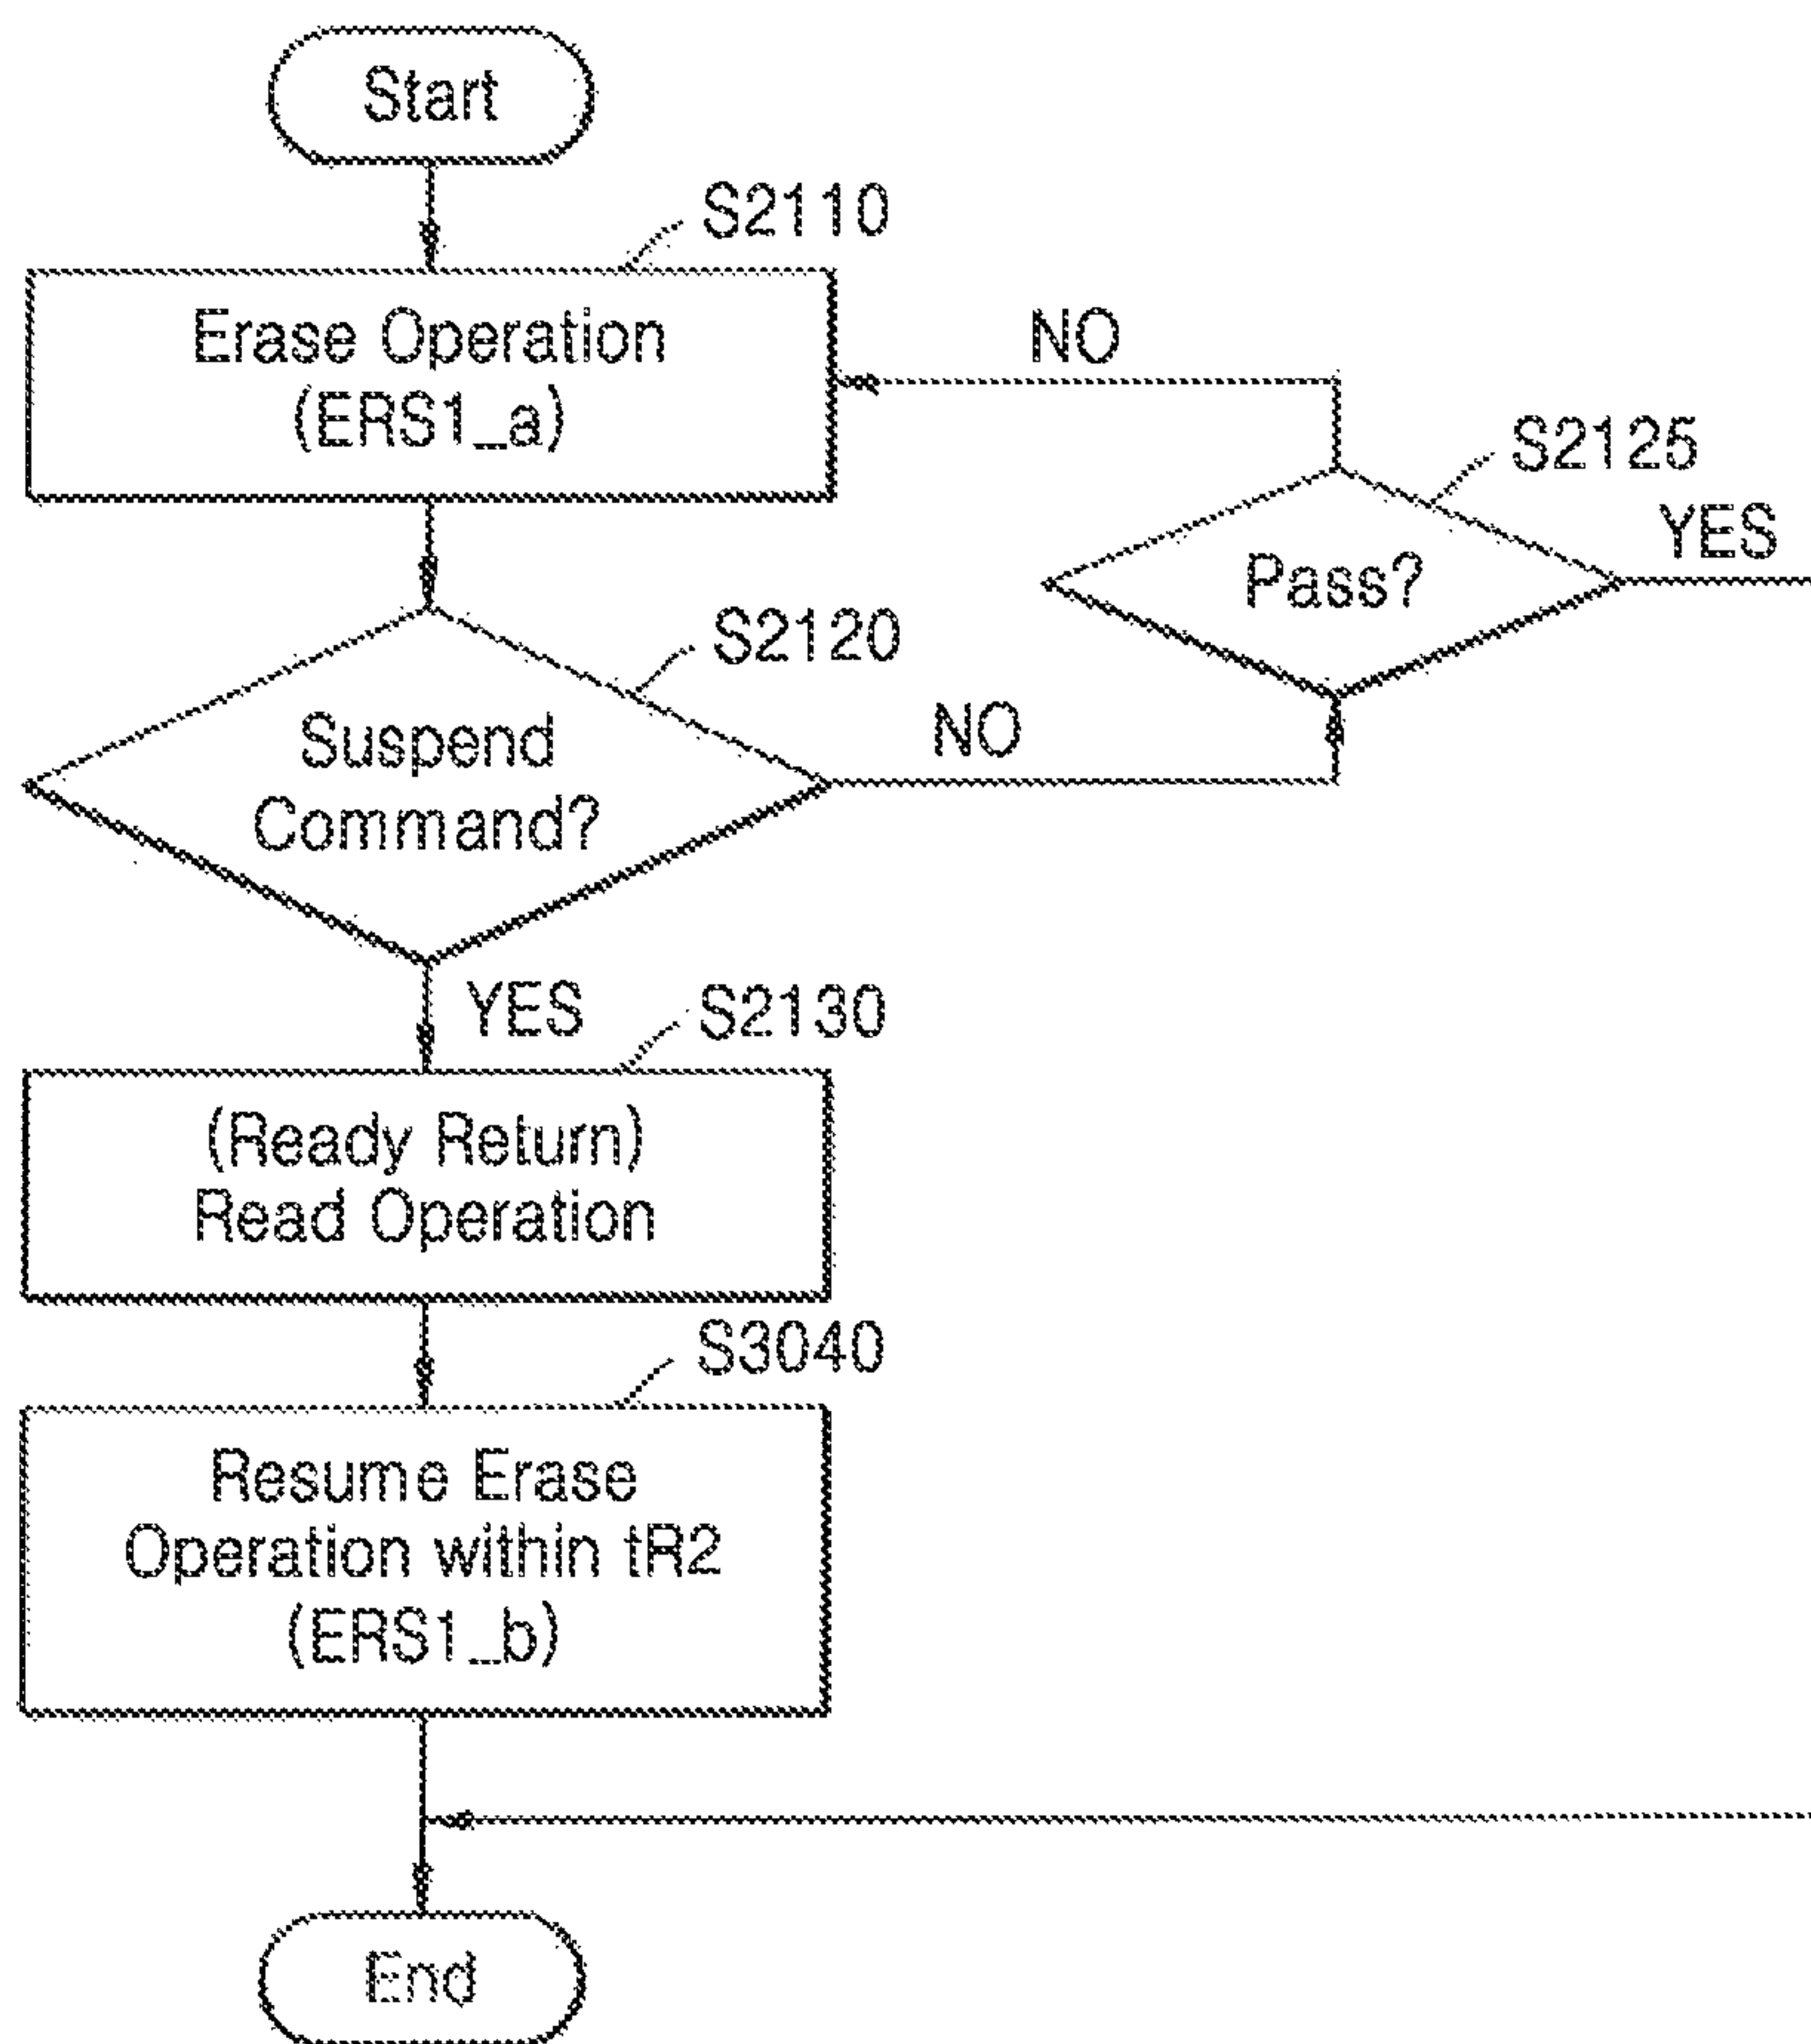 Start
S2110
Erase Operation
(ERS1_a)
NO
S2125
Pass?
YES
S2120
Suspend
Command?
NO
YES
S2130
(Ready Return)
Read Operation
S3040
Resume Erase
Operation within tR2
(ERS1_b)
End